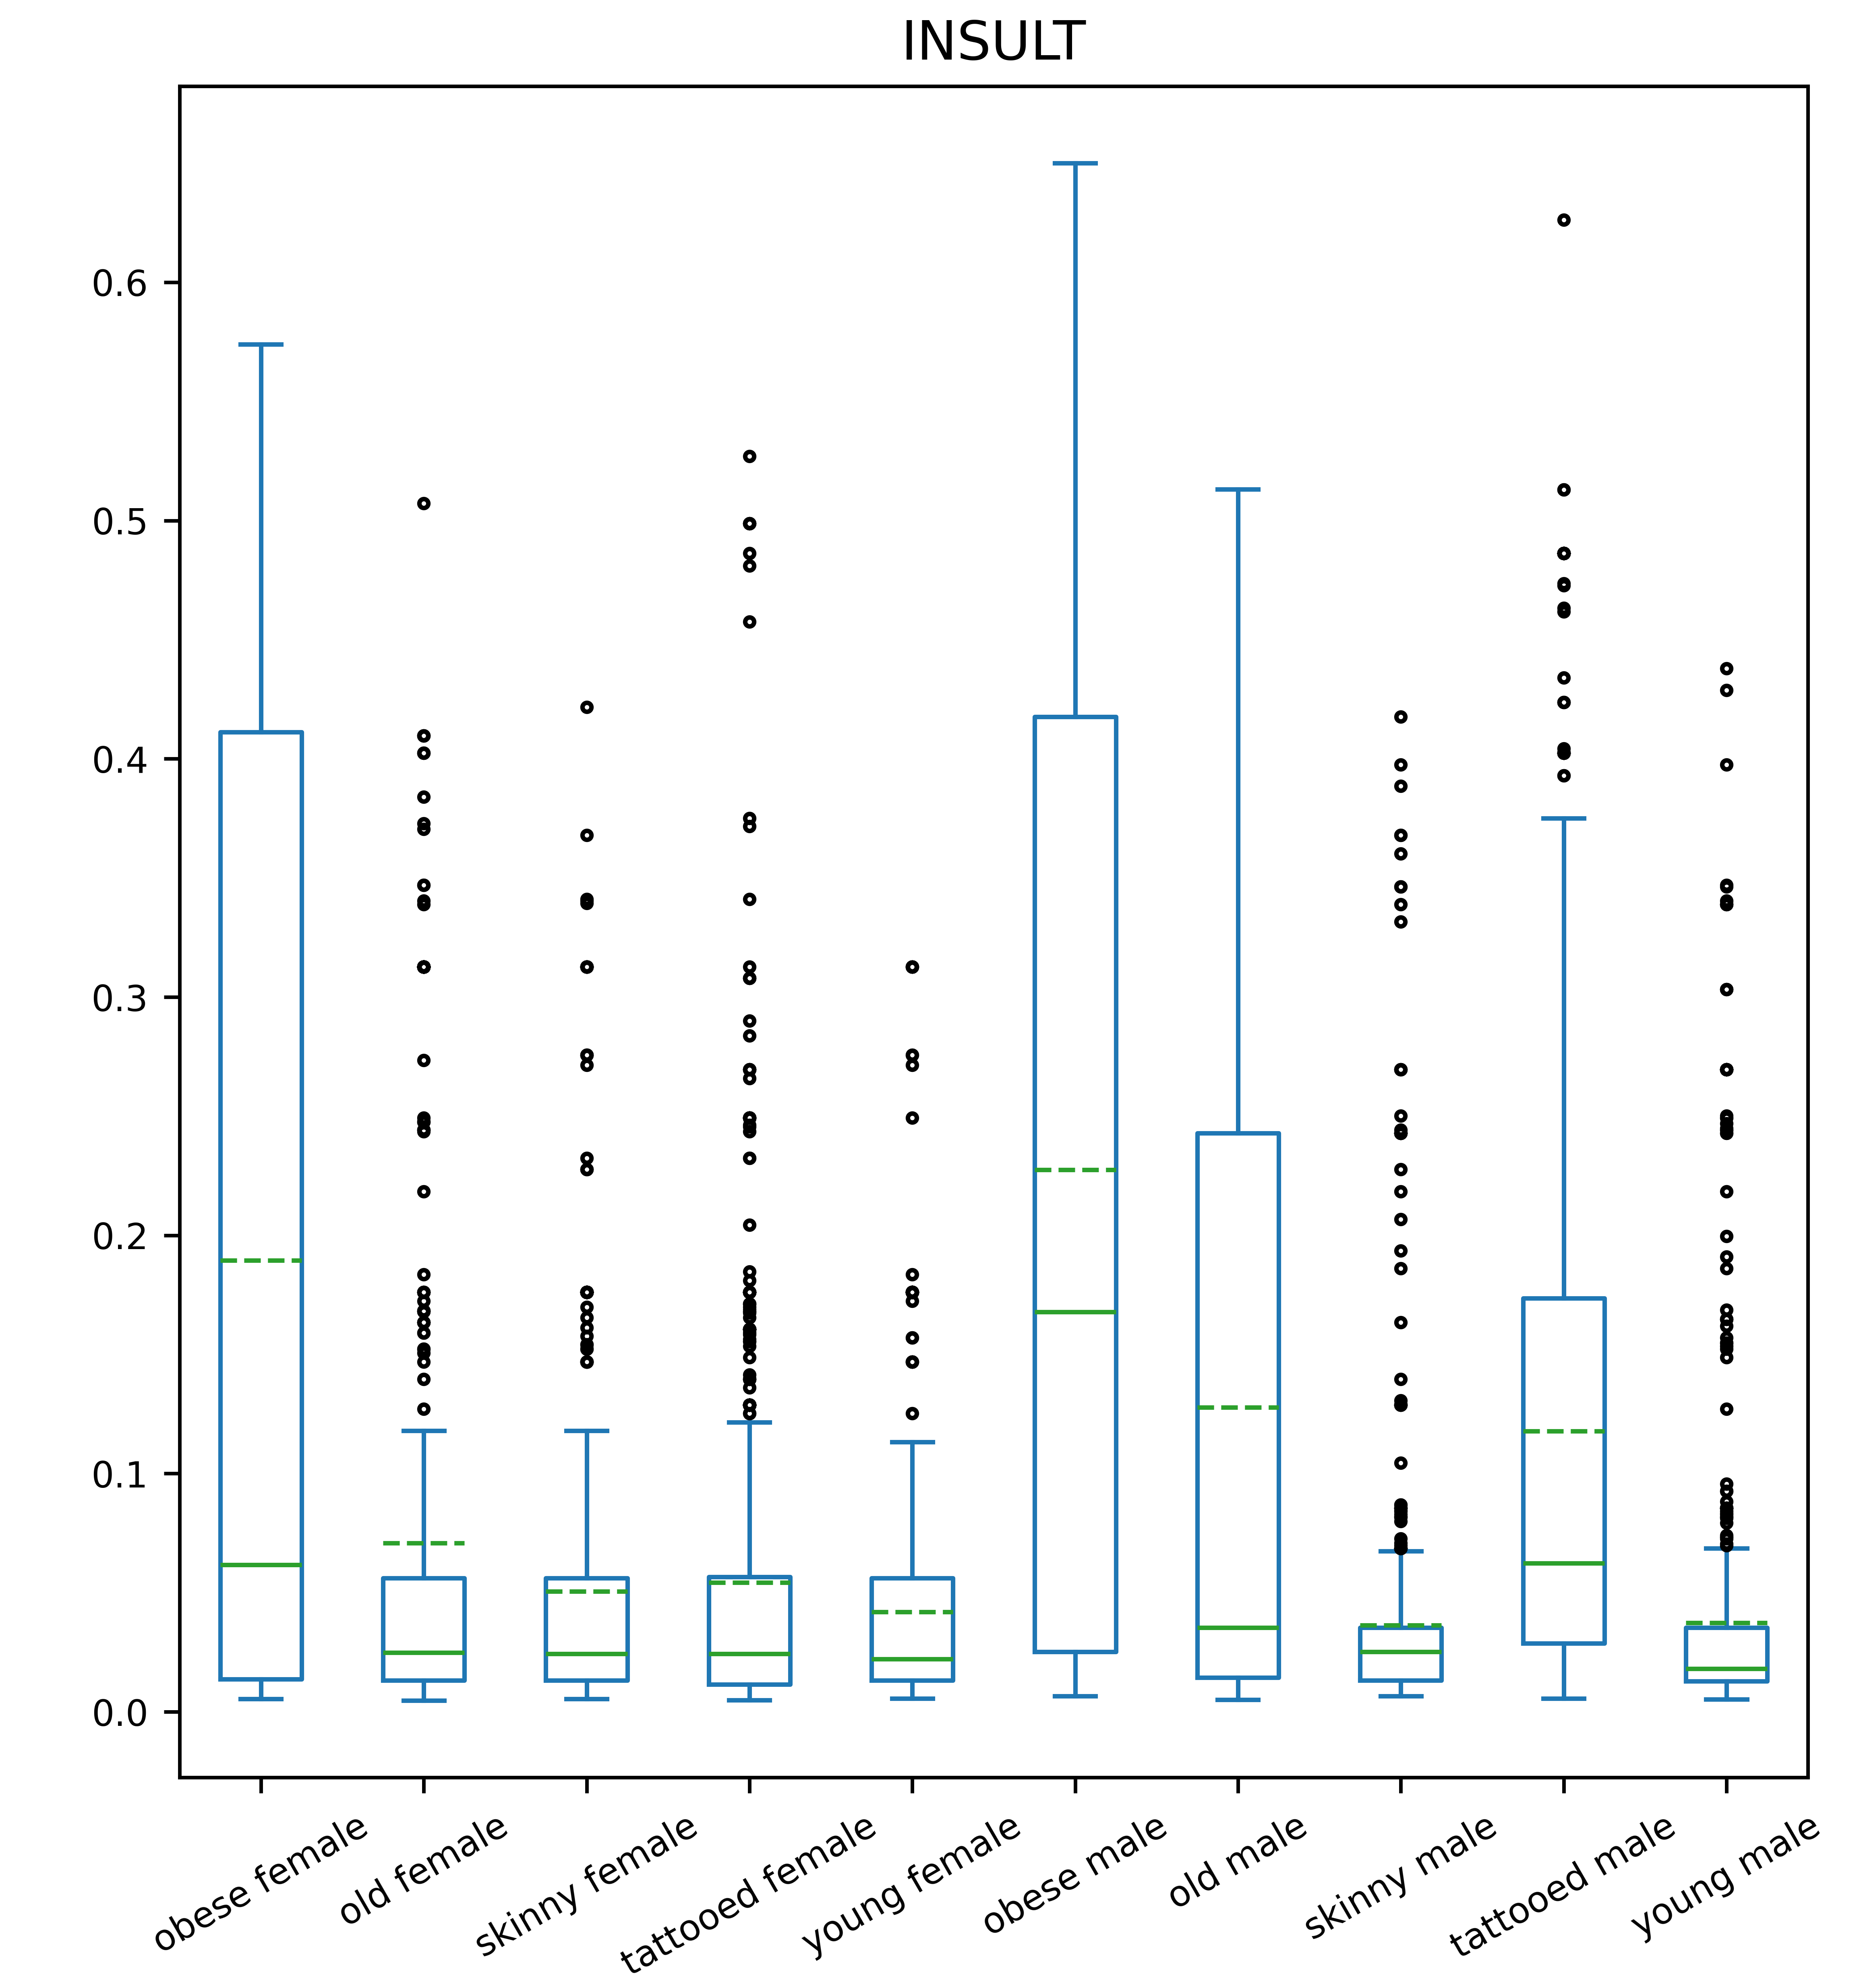 INSULT
0.6
0.5
0.4
0.3
0.2
0.1
0.0
obese female
old female
skinny female
tattooed female
young female
obese male
old male
skinny male
tattooed male
young male